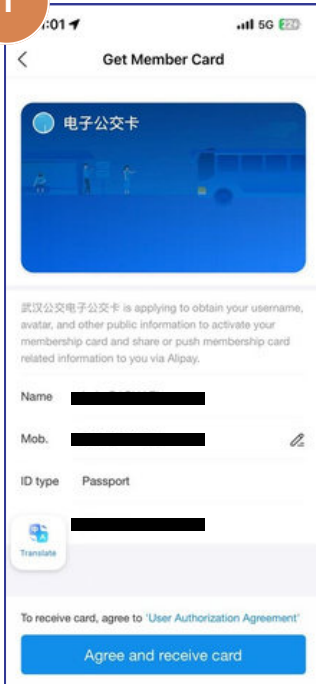 1
:01
5G
Get Member Card
电子公交卡
武汉公交电子公交卡 is applying to obtain your username,
avatar, and other public information to activate your
membership card and share or push membership card
related information to you via Alipay.
Name
Mob.
ID type Passport
Translate
To receive card, agree to 'User Authorization Agreement'
Agree and receive card